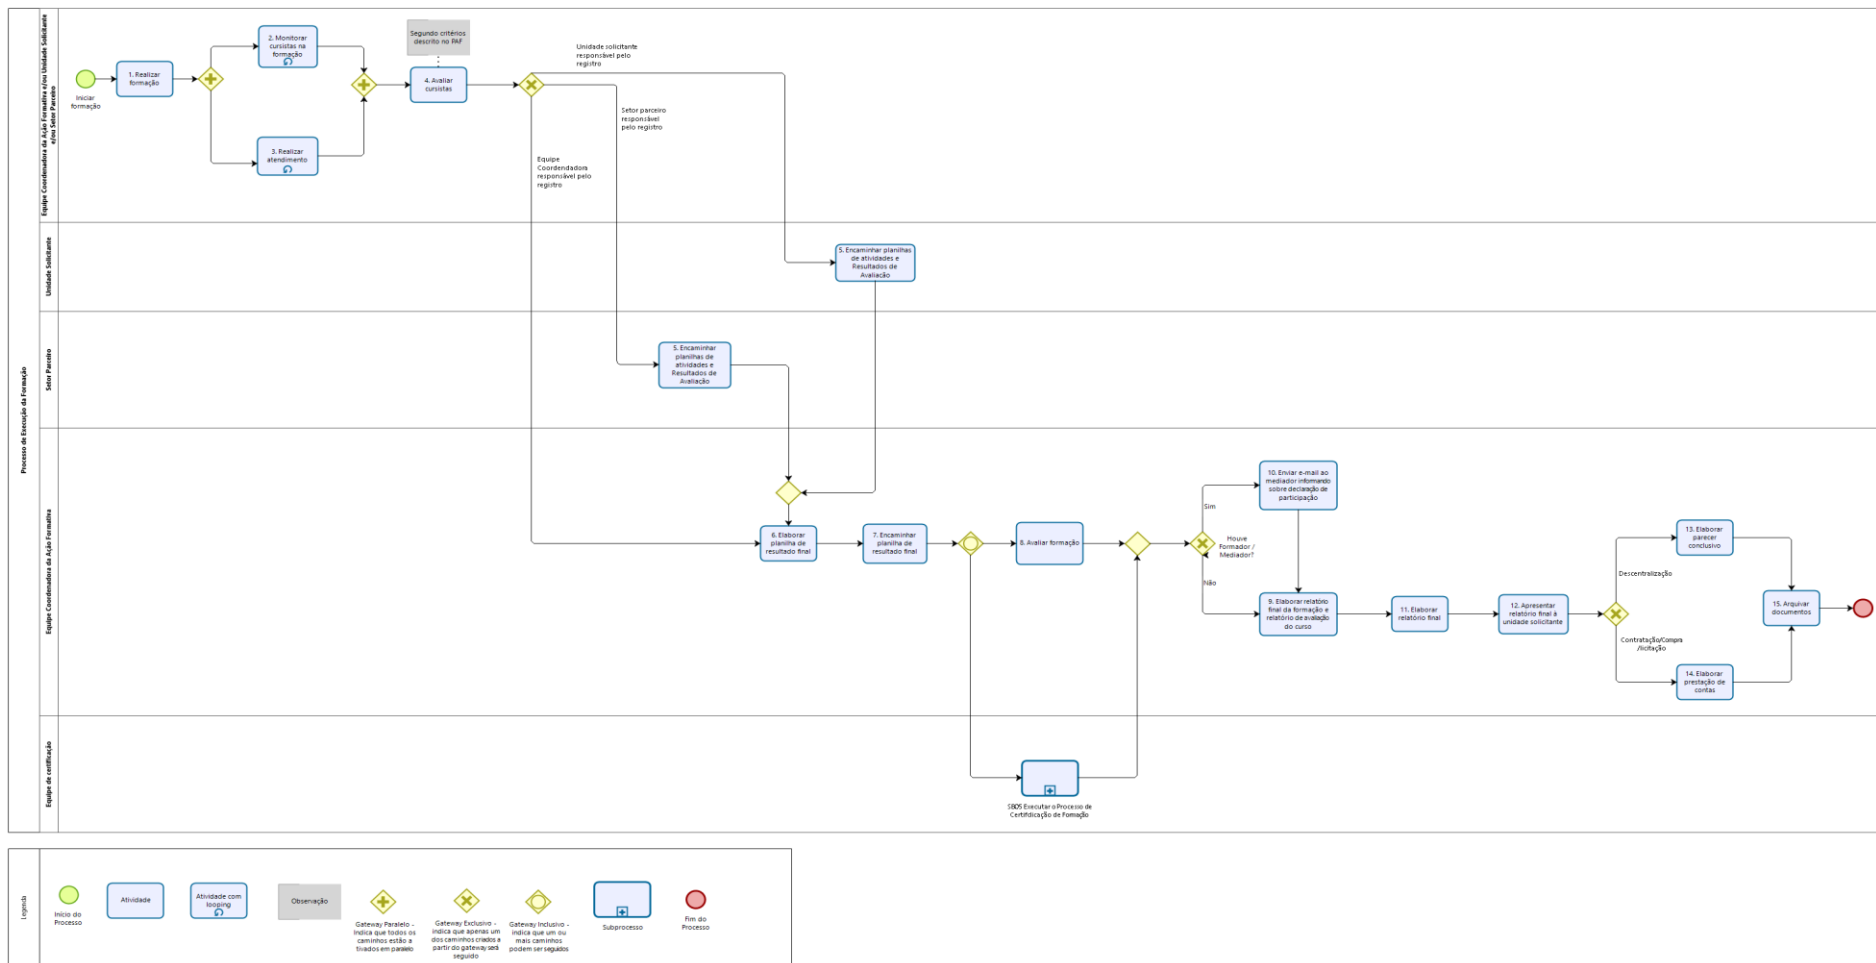 Processo de Execução da Formação
Equipe Coordenadora da Ação Formativa e/ou Unidade Solicitante
e/ou Setor Parceiro
Iniciar
formação
1. Realizar
formação
2. Monitorar
cursistas na
formação
3. Realizar
atendimento
Segundo critérios
descrito no PAF
4. Avaliar
cursistas
Unidade solicitante
responsável pelo
registro
Setor parceiro
responsável
pelo registro
Equipe
Coordendadora
responsável pelo
registro
Unidade Solicitante
5. Encaminhar planilhas
de atividades e
Resultados de
Avaliação
Setor Parceiro
5. Encaminhar
planilhas de
atividades e
Resultados de
Avaliação
Equipe Coordenadora da Ação Formativa
6. Elaborar
planilha de
resultado final
7. Encaminhar
planilha de
resultado final
8. Avaliar formação
Sim
Houve
Formador /
Mediador?
Não
10. Enviar e-mail ao
mediador informando
sobre declaração de
participação
9. Elaborar relatório
final da formação e
relatório de avaliação
do curso
11. Elaborar
relatório final
12. Apresentar
relatório final à
unidade solicitante
Descentralização
Contratação/Compra
/licitação
13. Elaborar
parecer
conclusivo
14. Elaborar
prestação de
contas
15. Arquivar
documentos
Equipe de certificação
SB05 Executar o Processo de
Certifdicação de Formação
Legenda
Início do
Processo
Atividade
Atividade com
looping
Observação
Gateway Paralelo -
Indica que todos os
caminhos estão a
tivados em paralelo
Gateway Exclusivo -
indica que apenas um
dos caminhos criados a
partir do gateway será
seguido
Gateway Inclusivo -
indica que um ou
mais caminhos
podem ser seguidos
Subprocesso
Fim do
Processo